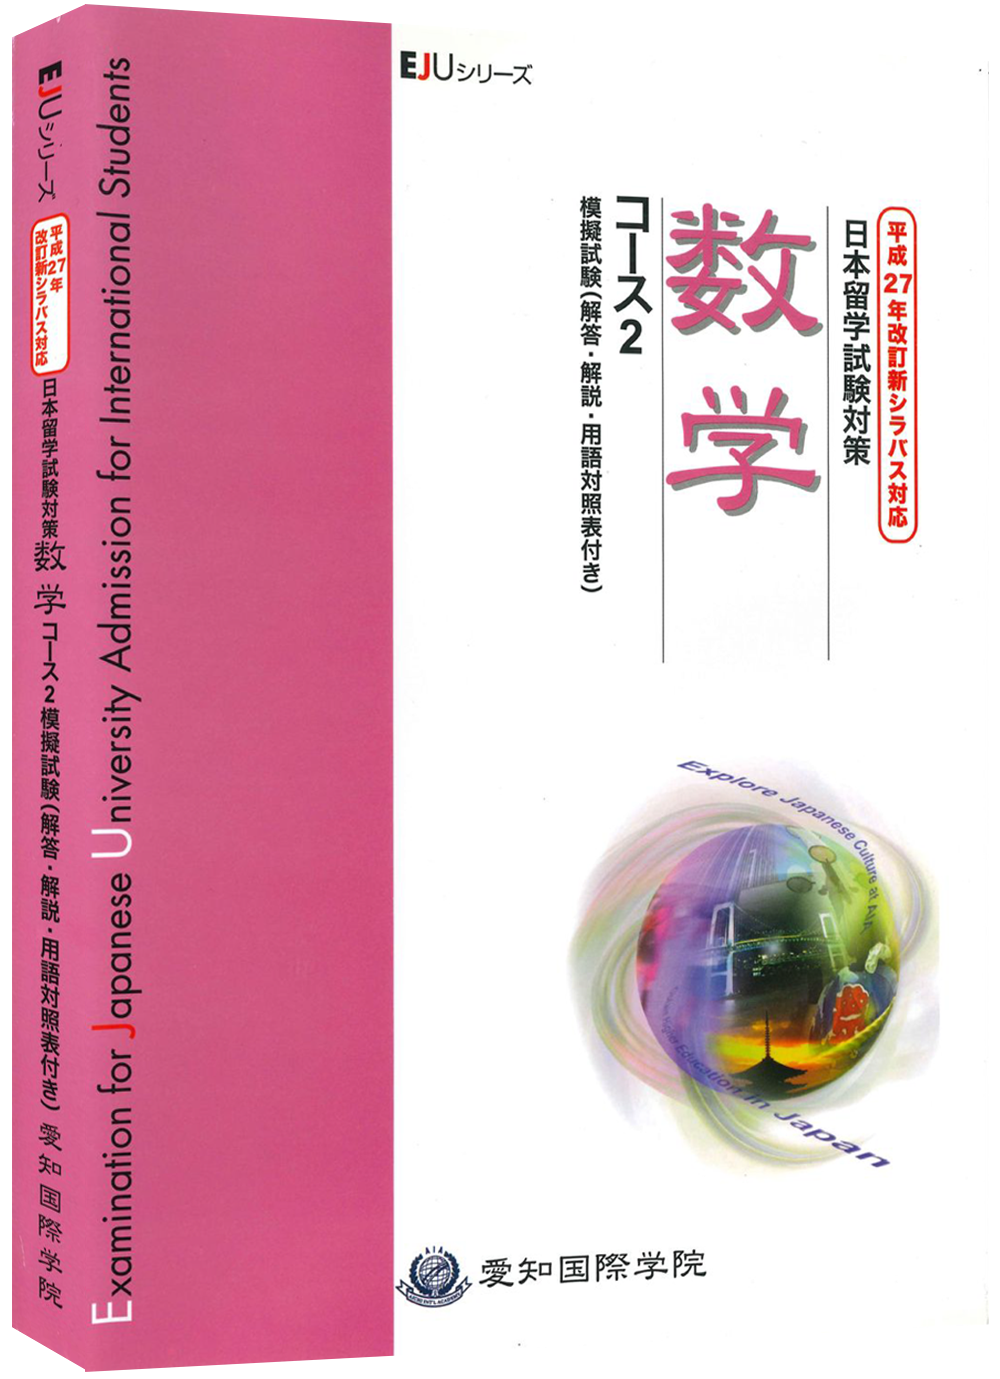 EJUシリーズ
平成27年
改訂新シラバス対応
日本留学試験対策
数学
コース2
模擬試験(解答・解説・用語対照表付き)
愛知国際学院
Examination for Japanese University Admission for International Students
EJUシリーズ
平成27年改訂新シラバス対応
日本留学試験対策
数学
コース2
模擬試験(解答・解説・用語対照表付き)
Explore Japanese Culture at AIA
Education in Japan
AIA
愛知国際学院